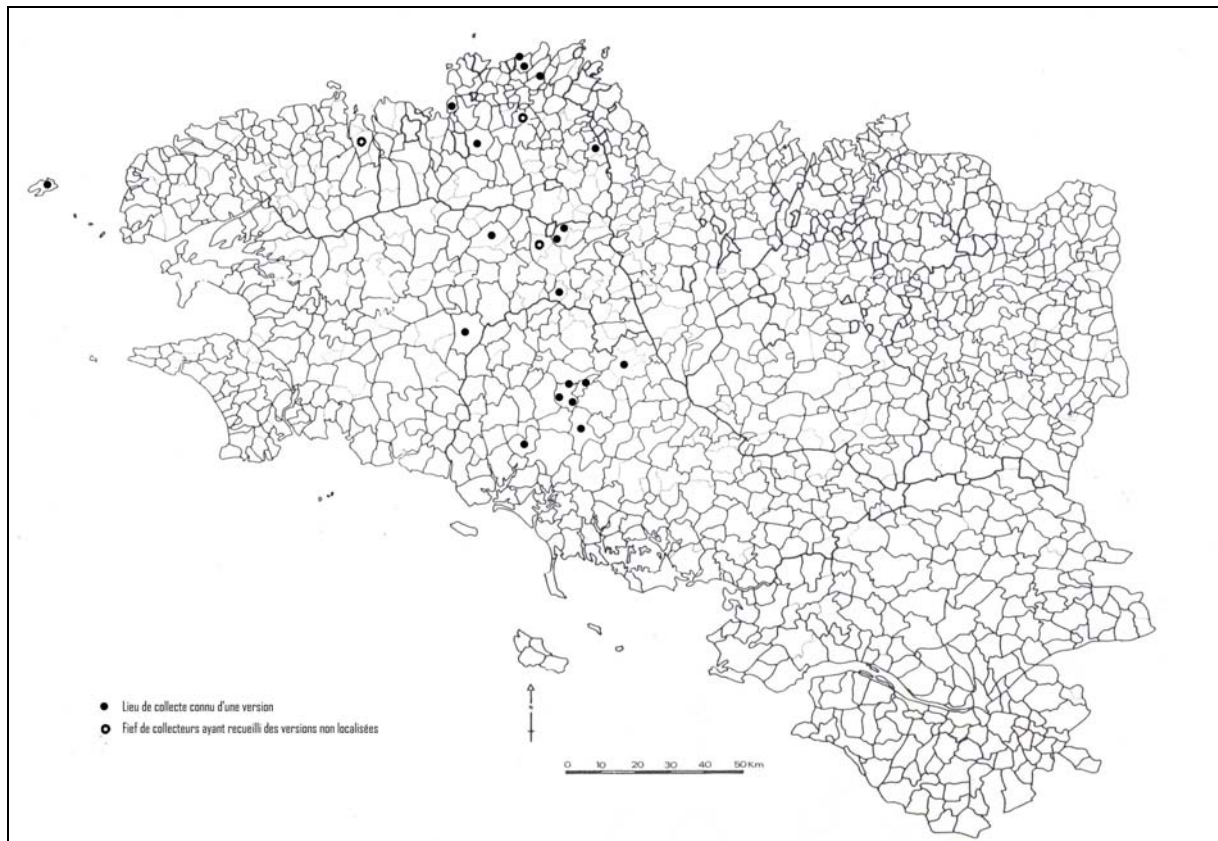 Lieu de collecte connu d'une version
Fief de collecteurs ayant recueilli des versions non localisées
0 10 20 30 40 50 Km